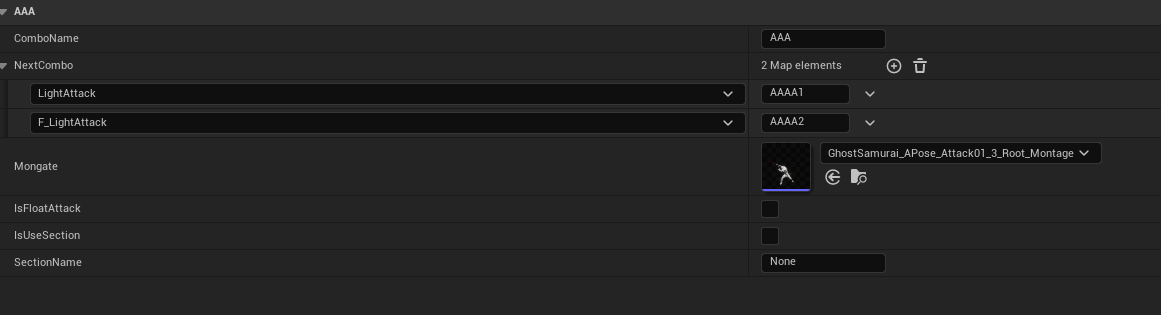 AAA
ComboName AAA
NextCombo 2 Map elements
LightAttack AAAA1
F_LightAttack AAAA2
Mongate GhostSamurai_APose_Attack01_3_Root_Montage
IsFloatAttack
IsUseSection
SectionName None